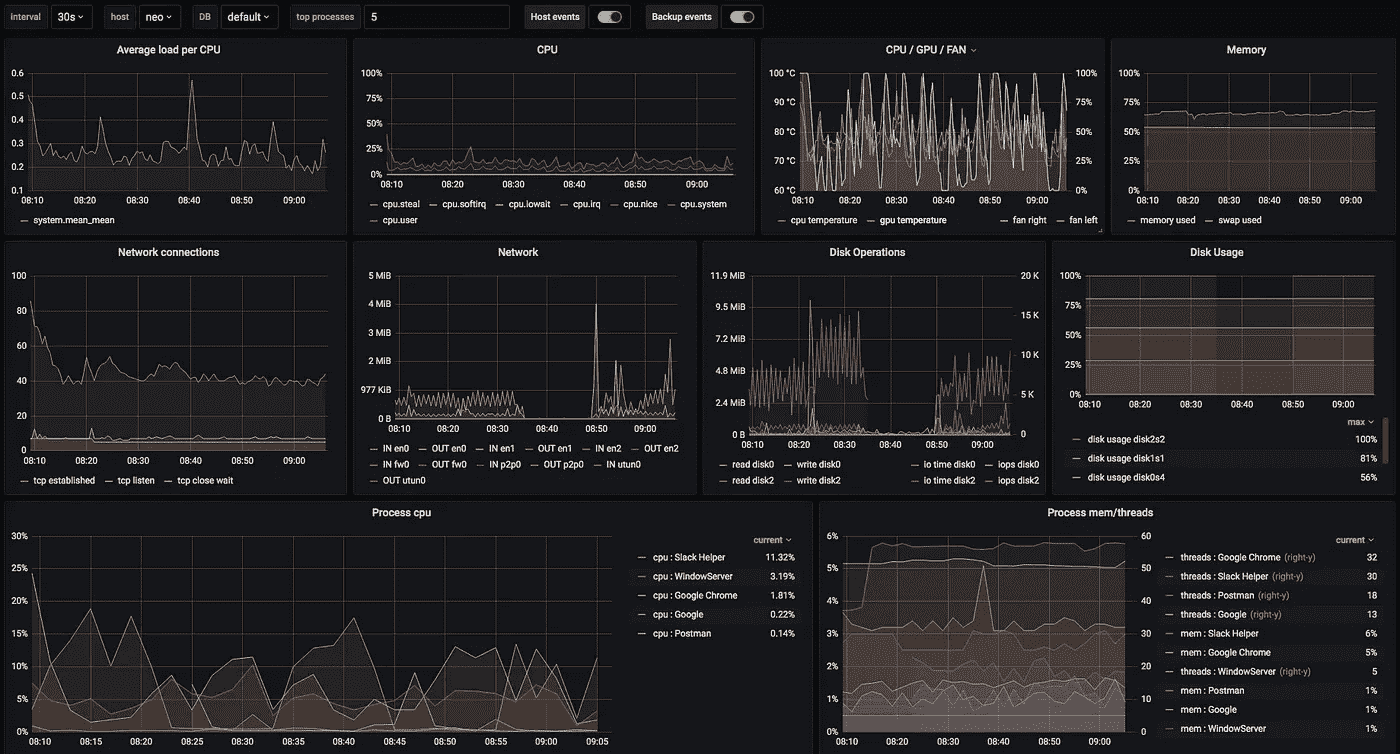 interval 30s host neo DB default top processes 5 Host events Backup events
Average load per CPU
0.6
0.5
0.4
0.3
0.2
0.1
08:10 08:20 08:30 08:40 08:50 09:00
system.mean_mean
CPU
100%
75%
50%
25%
0%
08:10 08:20 08:30 08:40 08:50 09:00
cpu.steal cpu.softirq cpu.iowait cpu.irq cpu.nice cpu.system
cpu.user
CPU / GPU / FAN
100 °C 100%
90 °C 75%
80 °C 50%
70 °C 25%
60 °C 0%
08:10 08:20 08:30 08:40 08:50 09:00
cpu temperature gpu temperature fan right fan left
Memory
100%
75%
50%
25%
0%
08:10 08:20 08:30 08:40 08:50 09:00
memory used swap used
Network connections
100
80
60
40
20
0
08:10 08:20 08:30 08:40 08:50 09:00
tcp established tcp listen tcp close wait
Network
5 MiB
4 MiB
3 MiB
2 MiB
977 KiB
0 B
08:10 08:20 08:30 08:40 08:50 09:00
IN en0 OUT en0 IN en1 OUT en1 IN en2 OUT en2
IN fw0 OUT fw0 IN p2p0 OUT p2p0 IN utun0
OUT utun0
Disk Operations
11.9 MiB 20 K
9.5 MiB 15 K
7.2 MiB 10 K
4.8 MiB 5 K
2.4 MiB 0
0 B
08:10 08:20 08:30 08:40 08:50 09:00
read disk0 write disk0 io time disk0 iops disk0
read disk2 write disk2 io time disk2 iops disk2
Disk Usage
100%
75%
50%
25%
0%
08:10 08:20 08:30 08:40 08:50 09:00
max
disk usage disk2s2 100%
disk usage disk1s1 81%
disk usage disk0s4 56%
Process cpu
30%
25%
20%
15%
10%
5%
0%
08:10 08:15 08:20 08:25 08:30 08:35 08:40 08:45 08:50 08:55 09:00 09:05
current
cpu : Slack Helper 11.32%
cpu : WindowServer 3.19%
cpu : Google Chrome 1.81%
cpu : Google 0.22%
cpu : Postman 0.14%
Process mem/threads
6% 60
5% 50
4% 40
3% 30
2% 20
1% 10
0% 0
08:10 08:20 08:30 08:40 08:50 09:00
current
threads : Google Chrome (right-y) 32
threads : Slack Helper (right-y) 30
threads : Postman (right-y) 18
threads : Google (right-y) 13
mem : Slack Helper 6%
mem : Google Chrome 5%
threads : WindowServer (right-y) 5
mem : Postman 1%
mem : Google 1%
mem : WindowServer 1%